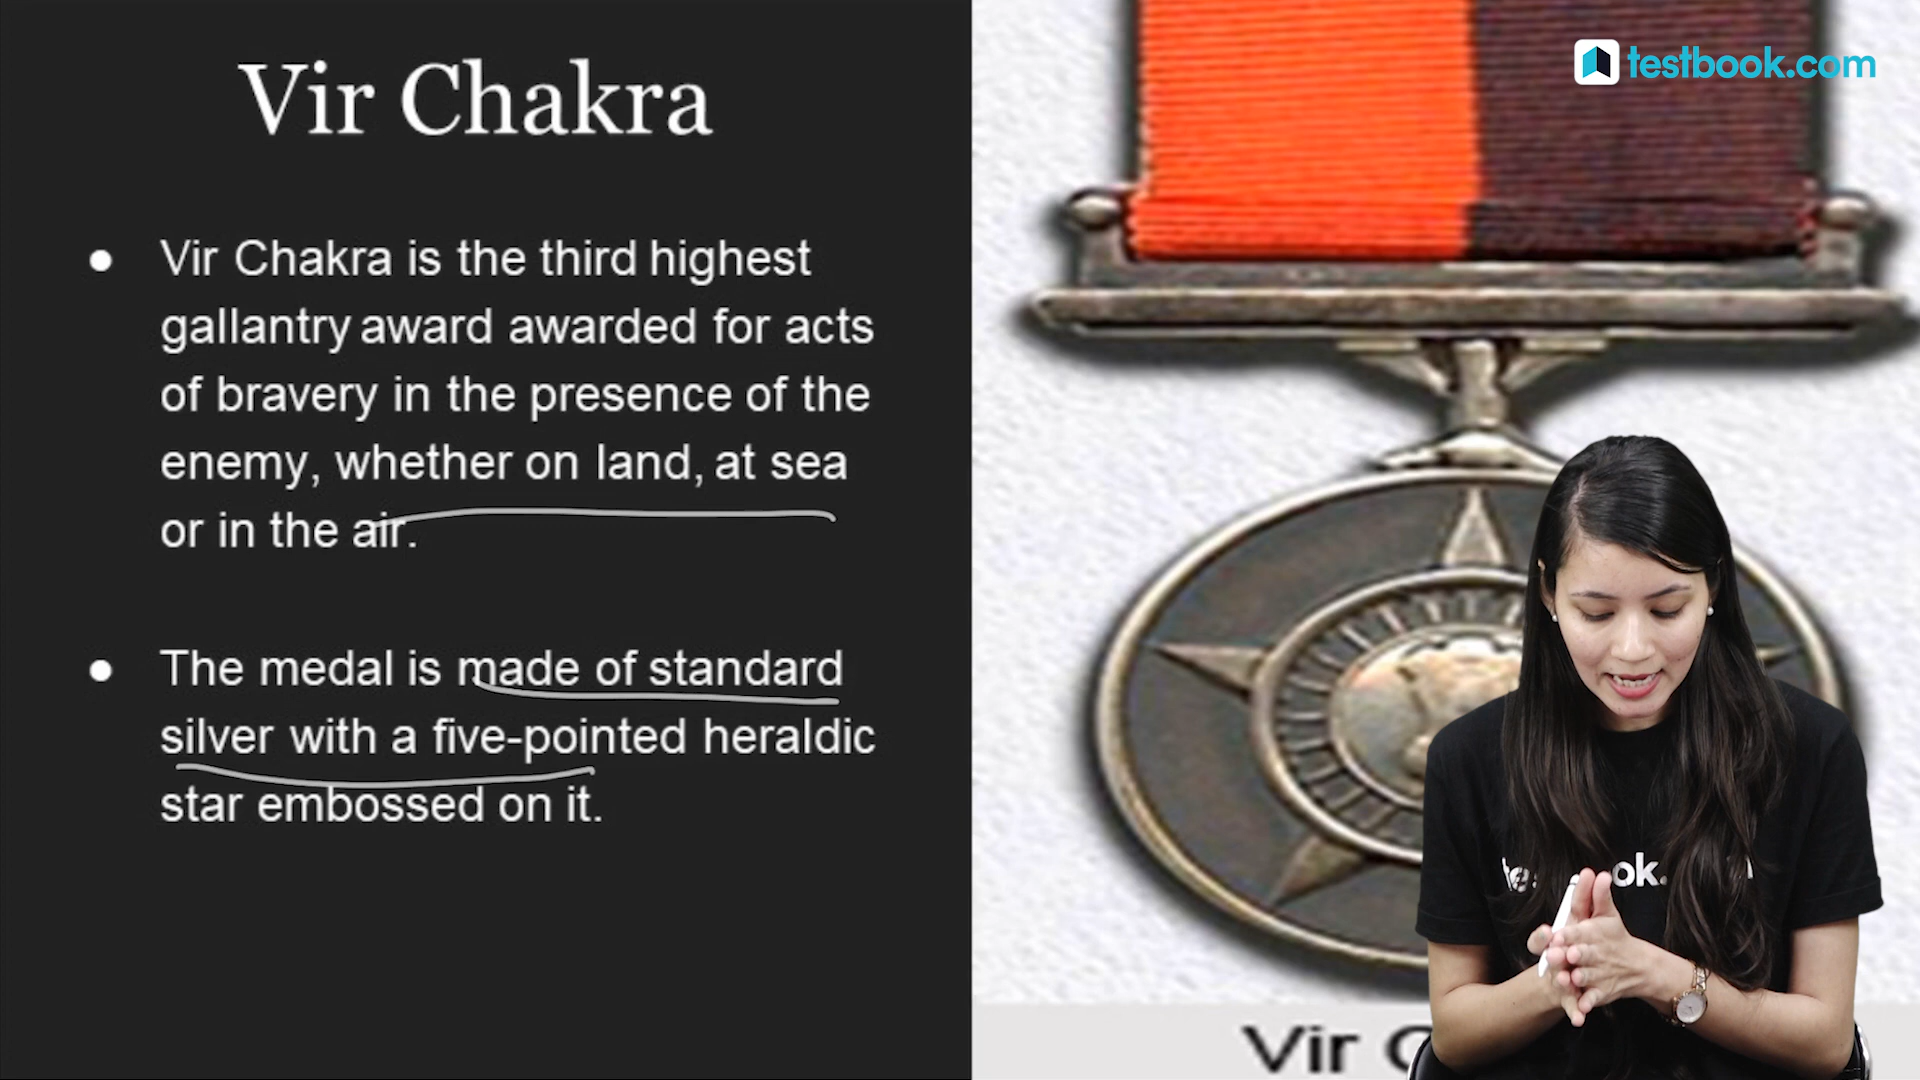 Vir Chakra
● Vir Chakra is the third highest
gallantry award awarded for acts
of bravery in the presence of the
enemy, whether on land, at sea
or in the air.
● The medal is made of standard
silver with a five-pointed heraldic
star embossed on it.
testbook.com
Vir